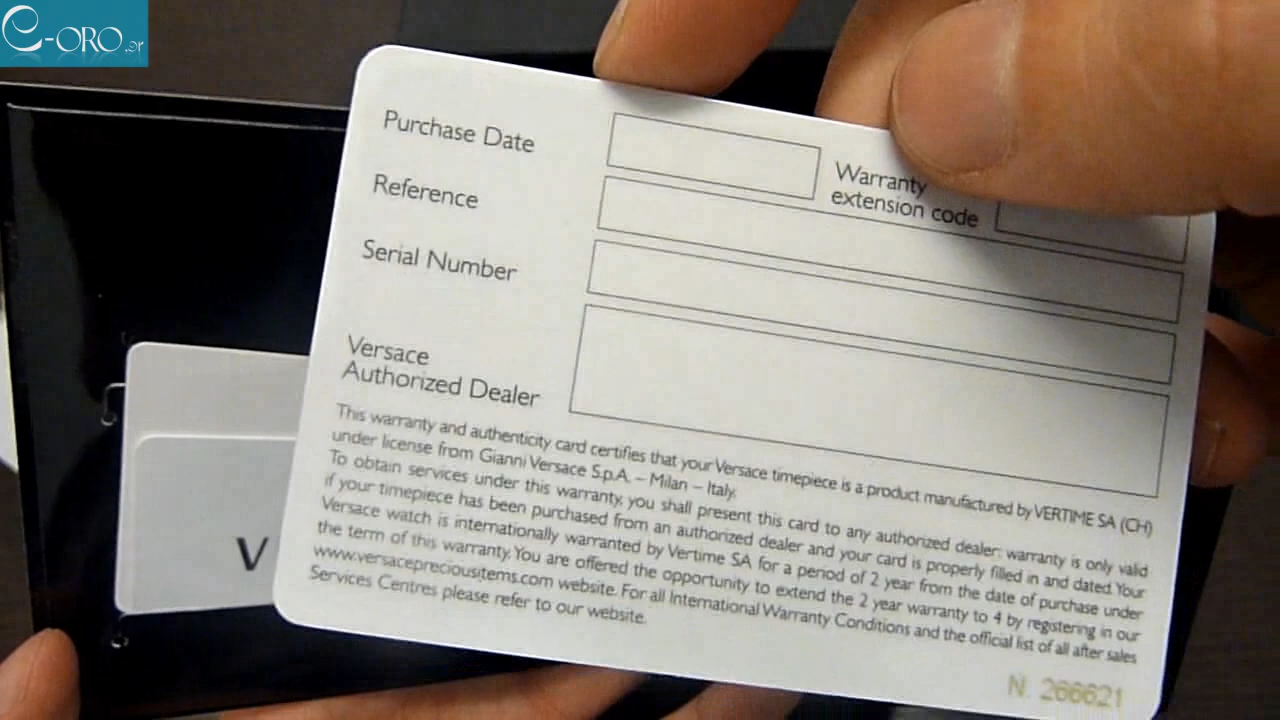 e-ORO.gr
Purchase Date
Warranty
extension code
Reference
Serial Number
Versace
Authorized Dealer
This warranty and authenticity card certifies that your Versace timepiece is a product manufactured by VERTIME SA (CH)
under license from Gianni Versace S.p.A. – Milan – Italy.
To obtain services under this warranty, you shall present this card to any authorized dealer: warranty is only valid
if your timepiece has been purchased from an authorized dealer and your card is properly filled in and dated. Your
Versace watch is internationally warranted by Vertime SA for a period of 2 year from the date of purchase under
the term of this warranty. You are offered the opportunity to extend the 2 year warranty to 4 by registering in our
www.versacepreciousitems.com website. For all International Warranty Conditions and the official list of all after sales
Services Centres please refer to our website.
N 266621
V